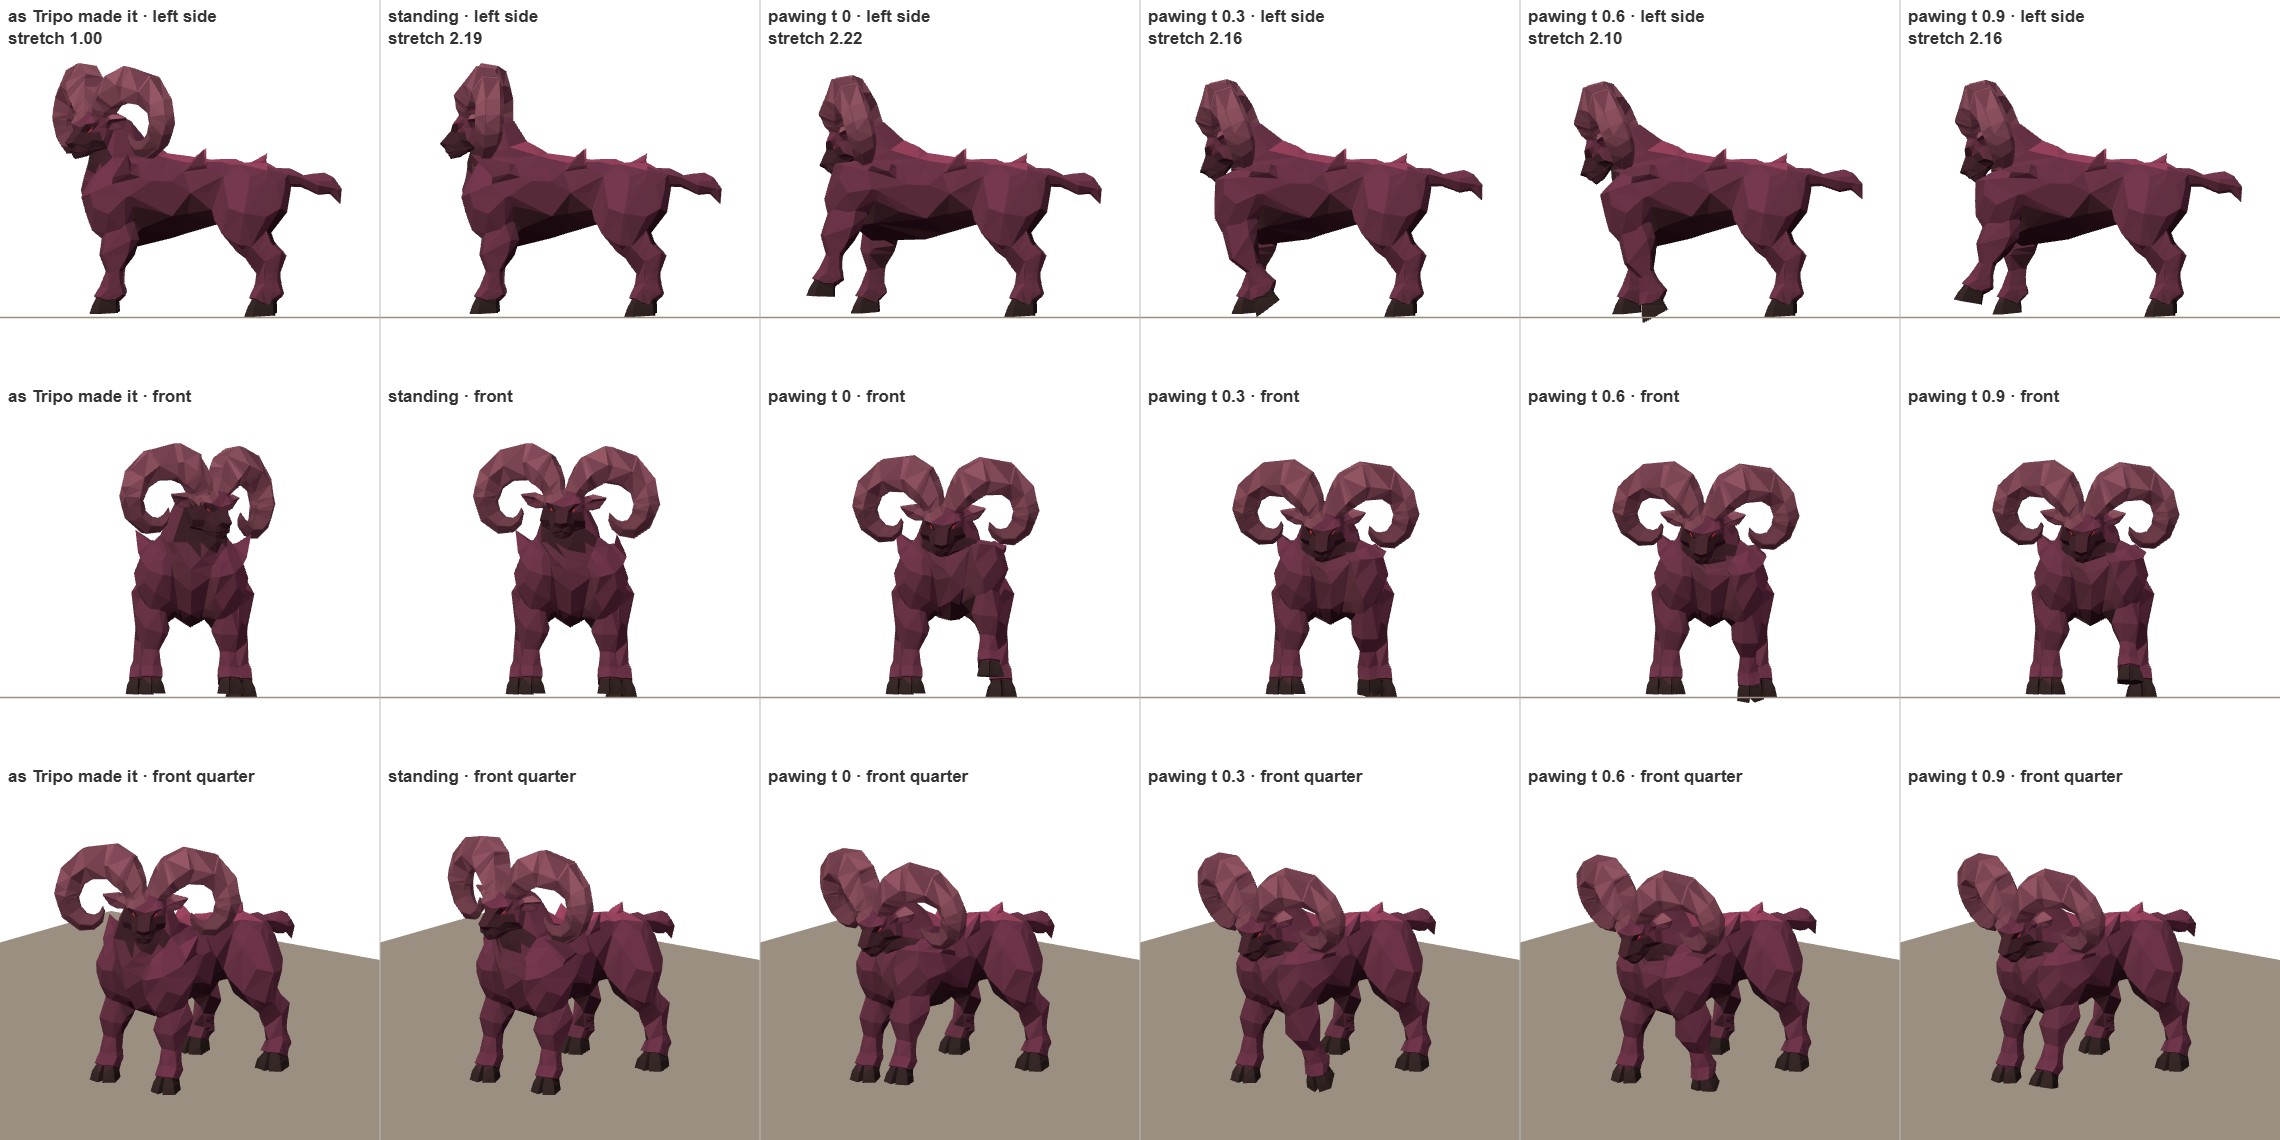 as Tripo made it · left side
stretch 1.00
standing · left side
stretch 2.19
pawing t 0 · left side
stretch 2.22
pawing t 0.3 · left side
stretch 2.16
pawing t 0.6 · left side
stretch 2.10
pawing t 0.9 · left side
stretch 2.16
as Tripo made it · front
standing · front
pawing t 0 · front
pawing t 0.3 · front
pawing t 0.6 · front
pawing t 0.9 · front
as Tripo made it · front quarter
standing · front quarter
pawing t 0 · front quarter
pawing t 0.3 · front quarter
pawing t 0.6 · front quarter
pawing t 0.9 · front quarter